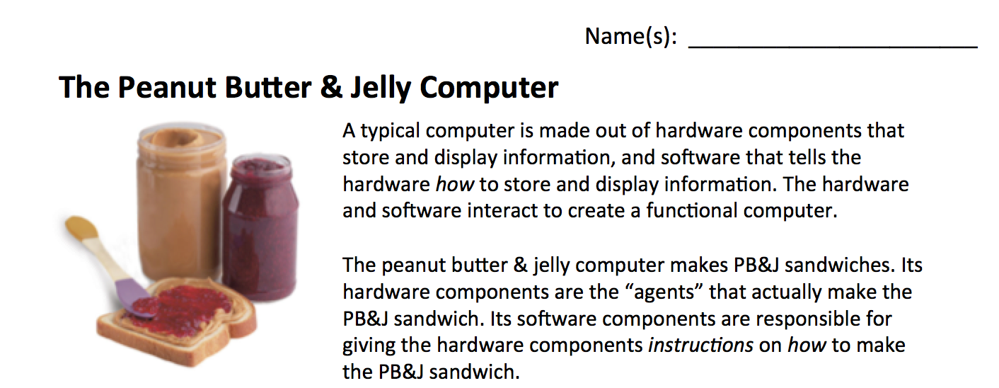 Name(s): ________________________
The Peanut Butter & Jelly Computer
A typical computer is made out of hardware components that
store and display information, and software that tells the
hardware how to store and display information. The hardware
and software interact to create a functional computer.
The peanut butter & jelly computer makes PB&J sandwiches. Its
hardware components are the “agents” that actually make the
PB&J sandwich. Its software components are responsible for
giving the hardware components instructions on how to make
the PB&J sandwich.